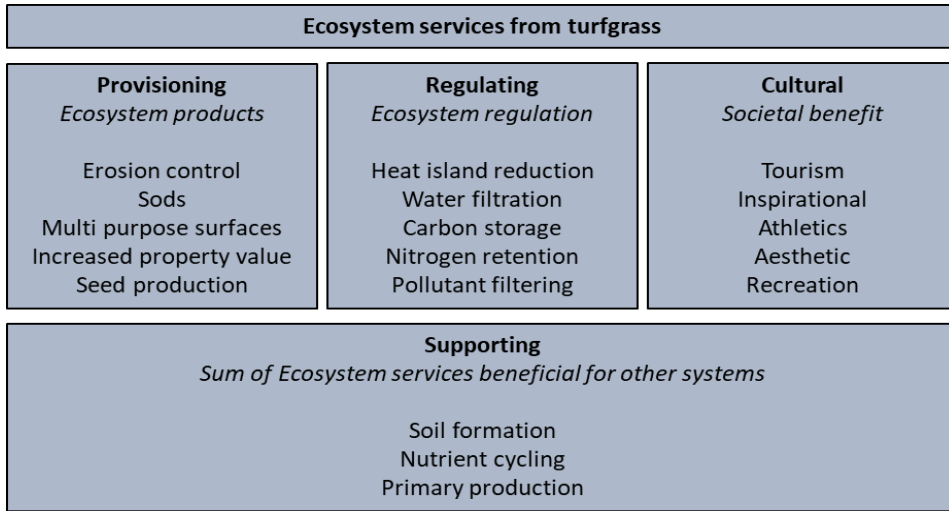 Ecosystem services from turfgrass
Provisioning
Ecosystem products
Erosion control
Sods
Multi purpose surfaces
Increased property value
Seed production
Regulating
Ecosystem regulation
Heat island reduction
Water filtration
Carbon storage
Nitrogen retention
Pollutant filtering
Cultural
Societal benefit
Tourism
Inspirational
Athletics
Aesthetic
Recreation
Supporting
Sum of Ecosystem services beneficial for other systems
Soil formation
Nutrient cycling
Primary production